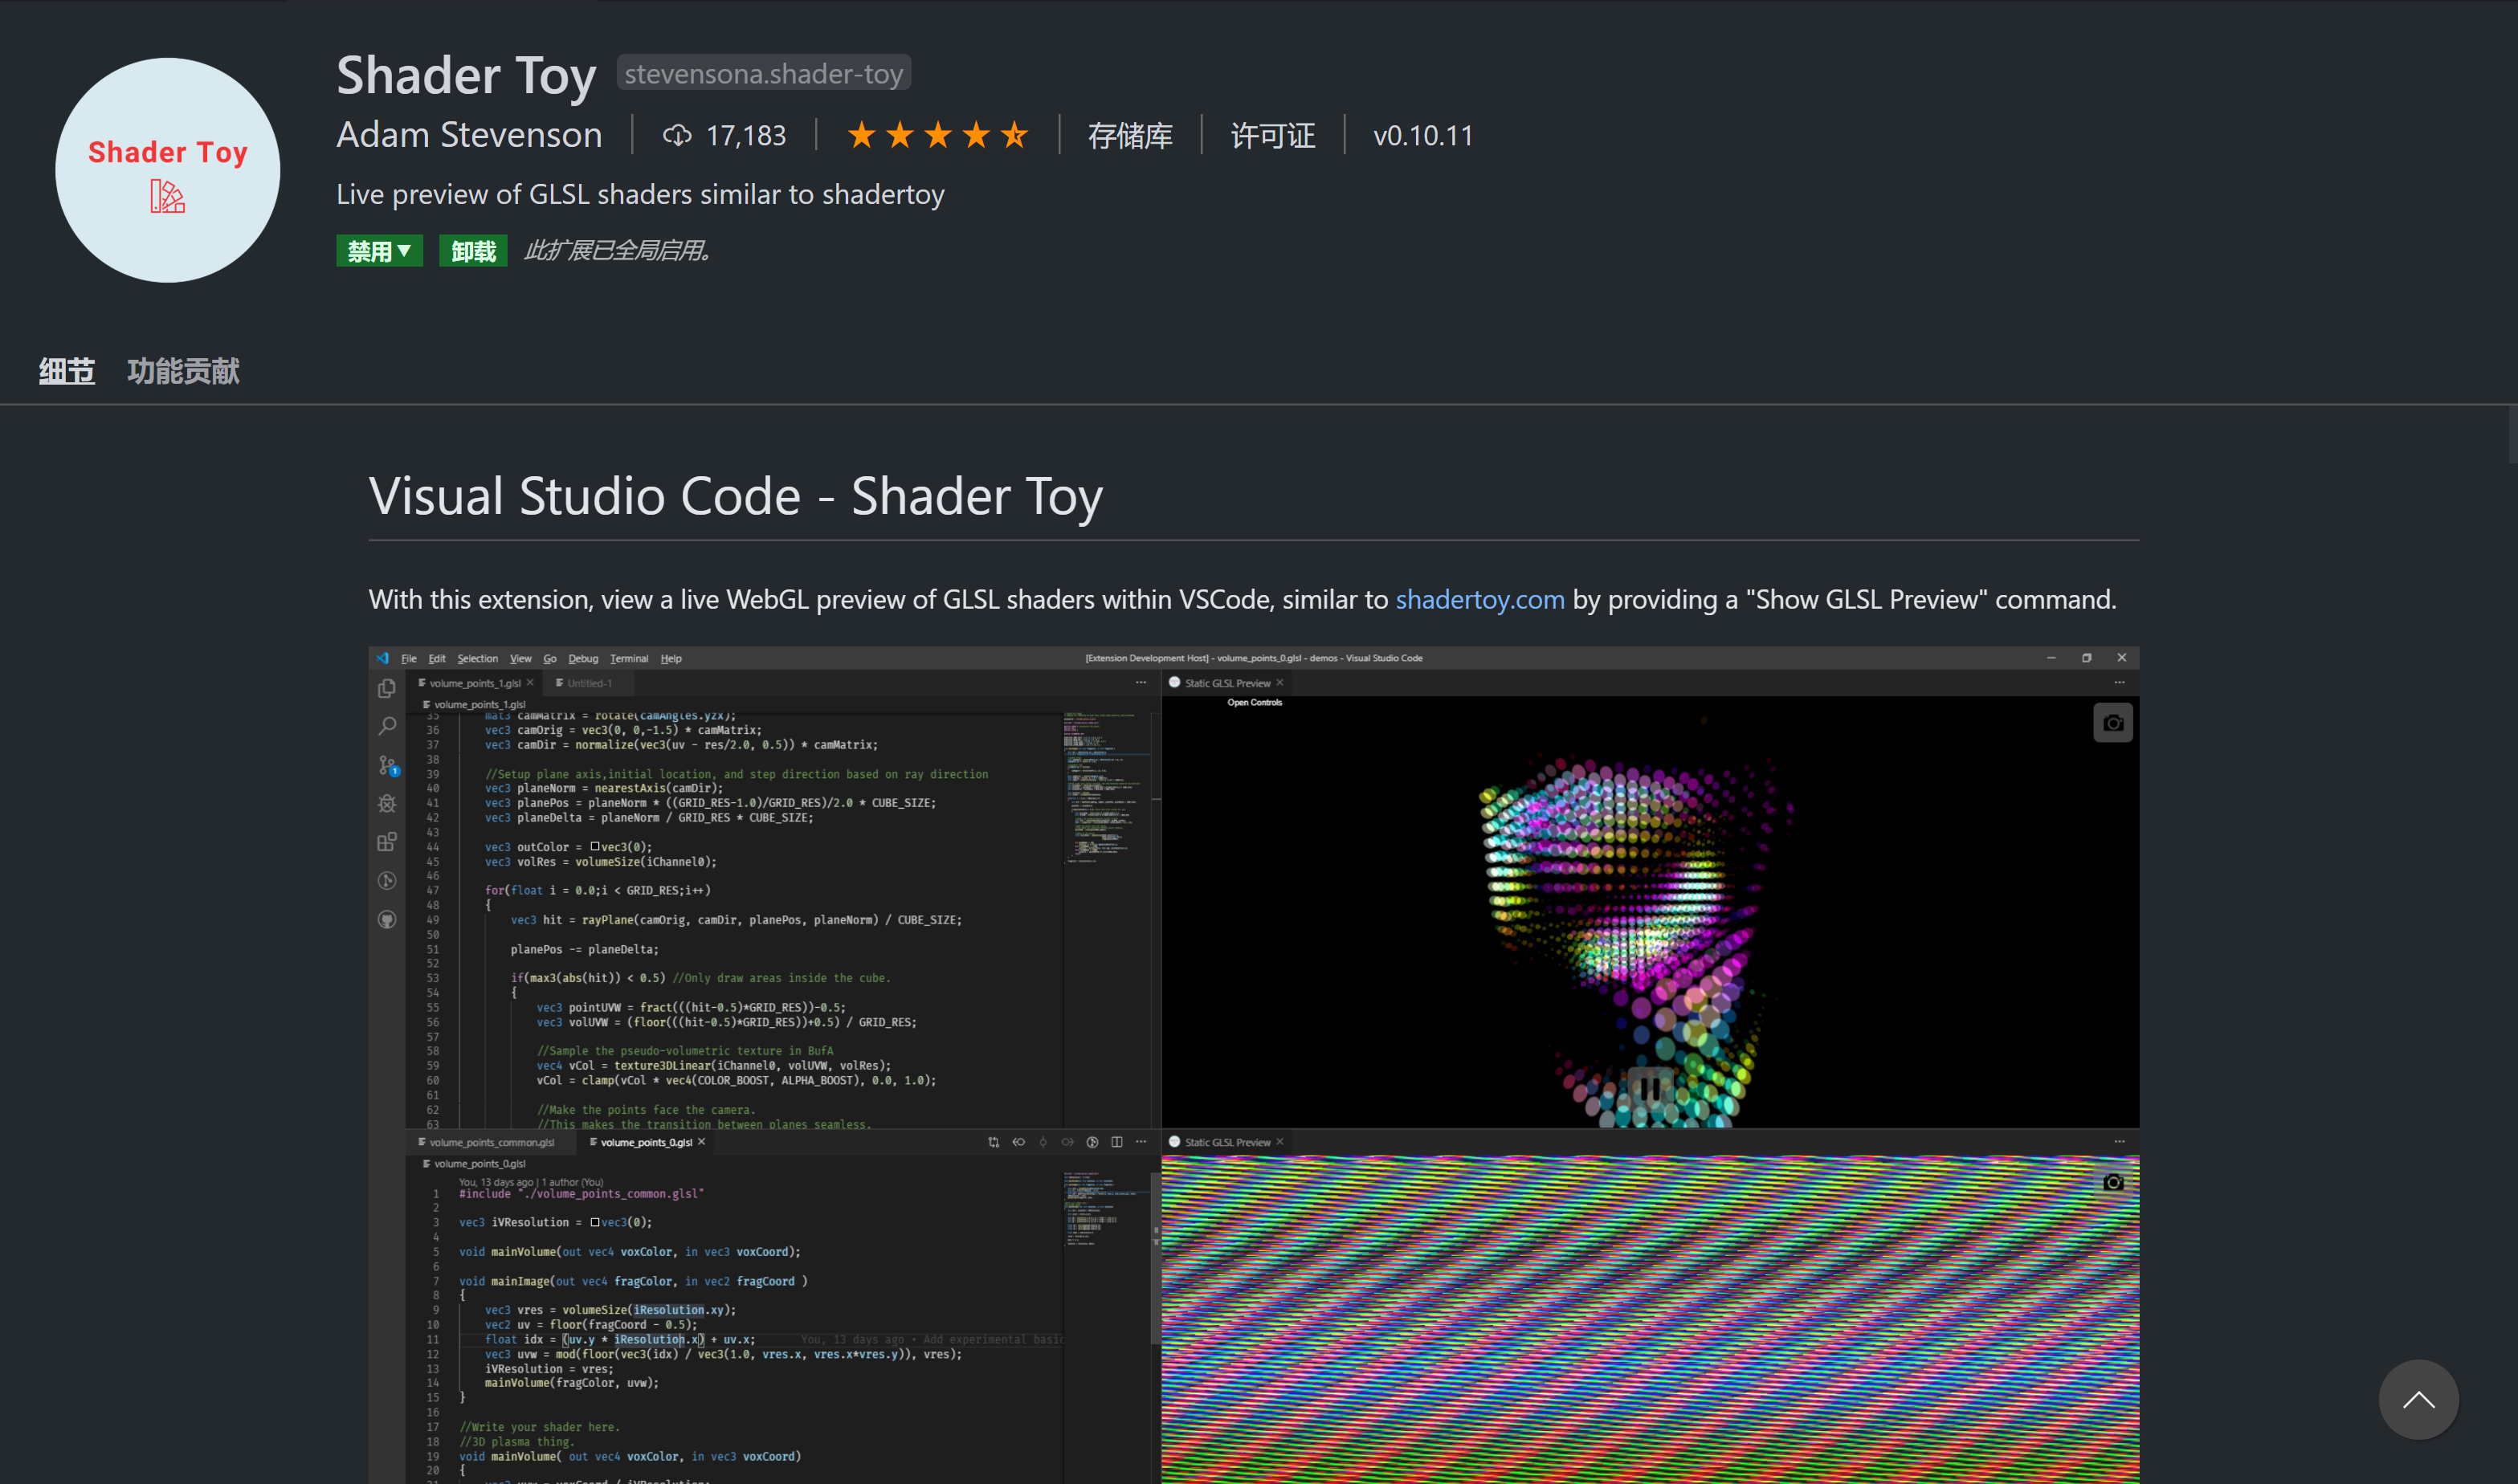 Shader Toy
Shader Toy stevensona.shader-toy
Adam Stevenson 17,183 存储库 许可证 v0.10.11
Live preview of GLSL shaders similar to shadertoy
禁用 卸载 此扩展已全局启用。
细节 功能贡献
Visual Studio Code - Shader Toy
With this extension, view a live WebGL preview of GLSL shaders within VSCode, similar to shadertoy.com by providing a "Show GLSL Preview" command.
File Edit Selection View Go Debug Terminal Help [Extension Development Host] - volume_points_0.glsl - demos - Visual Studio Code
volume_points_1.glsl Untitled-1
volume_points_1.glsl
35 mat3 camMatrix = rotate(camAngles.yzx);
36 vec3 camOrig = vec3(0, 0,-1.5) * camMatrix;
37 vec3 camDir = normalize(vec3(uv - res/2.0, 0.5)) * camMatrix;
38
39 //Setup plane axis,initial location, and step direction based on ray direction
40 vec3 planeNorm = nearestAxis(camDir);
41 vec3 planePos = planeNorm * ((GRID_RES-1.0)/GRID_RES)/2.0 * CUBE_SIZE;
42 vec3 planeDelta = planeNorm / GRID_RES * CUBE_SIZE;
43
44 vec3 outColor = vec3(0);
45 vec3 volRes = volumeSize(iChannel0);
46
47 for(float i = 0.0;i < GRID_RES;i++)
48 {
49 vec3 hit = rayPlane(camOrig, camDir, planePos, planeNorm) / CUBE_SIZE;
50
51 planePos -= planeDelta;
52
53 if(max3(abs(hit)) < 0.5) //Only draw areas inside the cube.
54 {
55 vec3 pointUVW = fract(((hit-0.5)*GRID_RES))-0.5;
56 vec3 volUVW = (floor(((hit-0.5)*GRID_RES))+0.5) / GRID_RES;
57
58 //Sample the pseudo-volumetric texture in BufA
59 vec4 vCol = texture3DLinear(iChannel0, volUVW, volRes);
60 vCol = clamp(vCol * vec4(COLOR_BOOST, ALPHA_BOOST), 0.0, 1.0);
61
62 //Make the points face the camera.
63 //This makes the transition between planes seamless.
Static GLSL Preview
Open Controls
volume_points_common.glsl volume_points_0.glsl
volume_points_0.glsl
You, 13 days ago | 1 author (You)
1 #include "./volume_points_common.glsl"
2
3 vec3 iVResolution = vec3(0);
4
5 void mainVolume(out vec4 voxColor, in vec3 voxCoord);
6
7 void mainImage(out vec4 fragColor, in vec2 fragCoord )
8 {
9 vec3 vres = volumeSize(iResolution.xy);
10 vec2 uv = floor(fragCoord - 0.5);
11 float idx = (uv.y * iResolution.x) + uv.x; You, 13 days ago • Add experimental basic
12 vec3 uvw = mod(floor(vec3(idx) / vec3(1.0, vres.x, vres.x*vres.y)), vres);
13 iVResolution = vres;
14 mainVolume(fragColor, uvw);
15 }
16
17 //Write your shader here.
18 //3D plasma thing.
19 void mainVolume( out vec4 voxColor, in vec3 voxCoord)
20 {
Static GLSL Preview